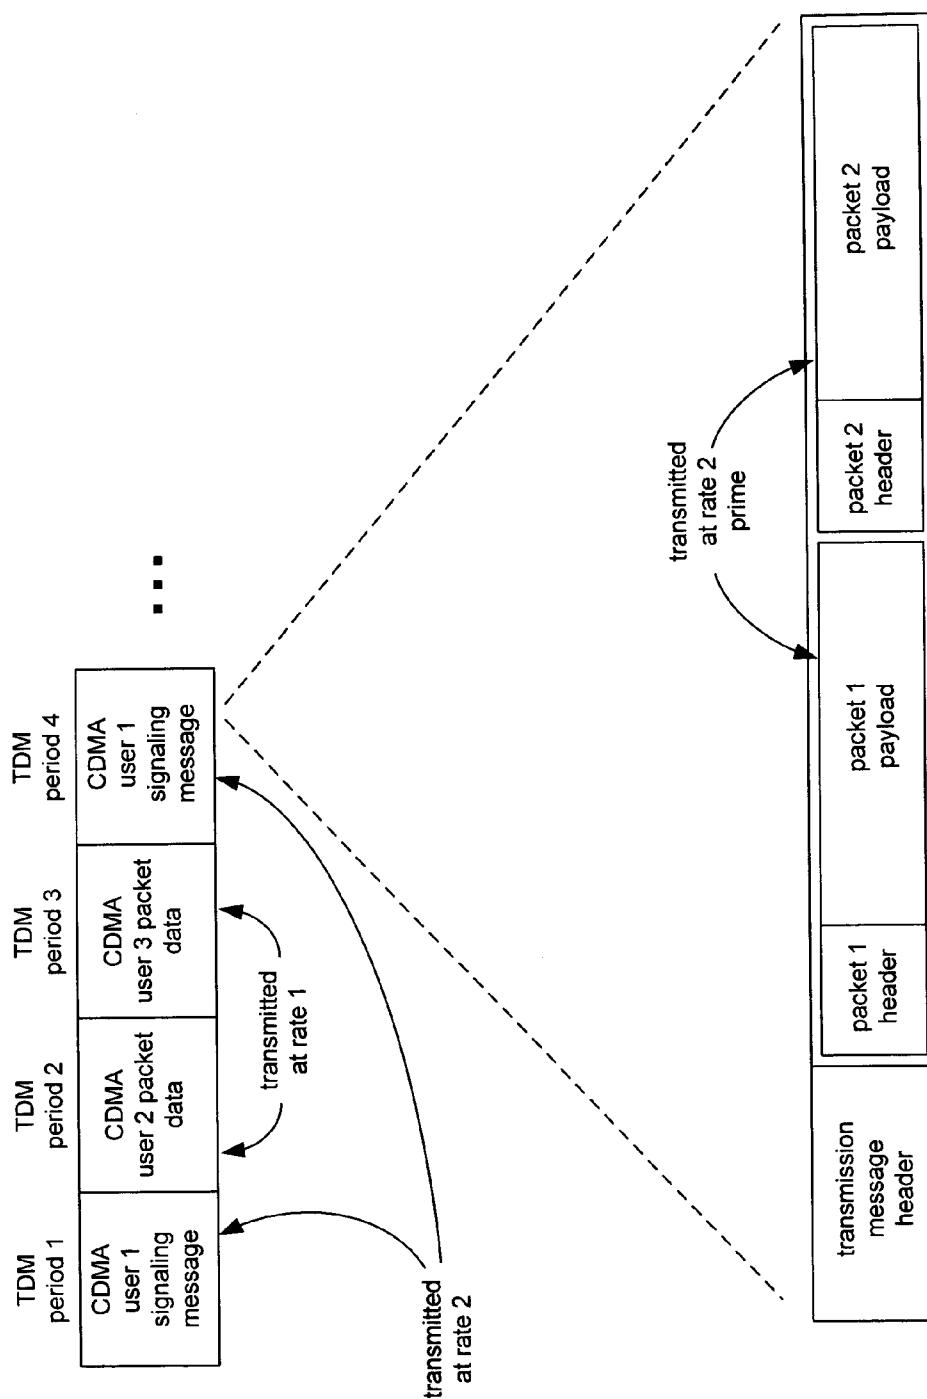 TDM
period 1
TDM
period 2
TDM
period 3
TDM
period 4
CDMA
user 1
signaling
message
CDMA
user 2 packet
data
CDMA
user 3 packet
data
CDMA
user 1
signaling
message
...
transmitted
at rate 2
transmitted
at rate 1
transmitted
at rate 2
prime
transmission
message
header
packet 1
header
packet 1
payload
packet 2
header
packet 2
payload